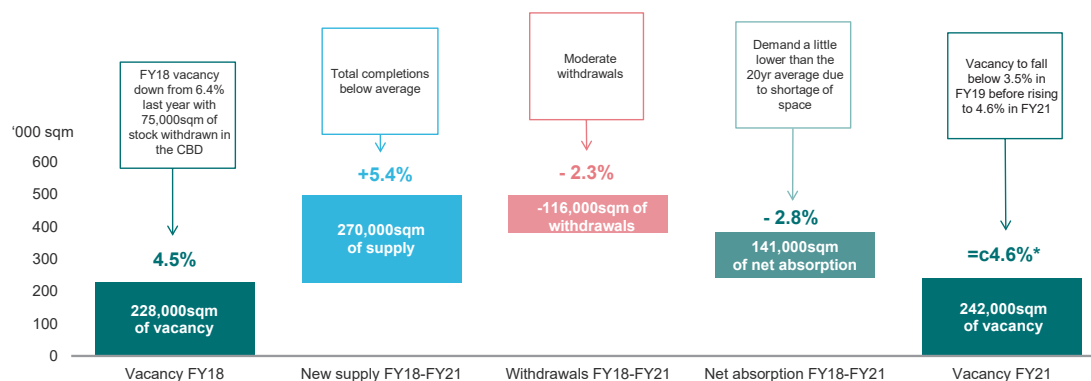 FY18 vacancy
down from 6.4%
last year with
75,000sqm of
stock withdrawn in
the CBD
Total completions
below average
Moderate
withdrawals
Demand a little
lower than the
20yr average due
to shortage of
space
Vacancy to fall
below 3.5% in
FY19 before rising
to 4.6% in FY21
‘000 sqm
600
500
400
300
200
100
0
4.5%
228,000sqm
of vacancy
+5.4%
270,000sqm
of supply
- 2.3%
-116,000sqm of
withdrawals
- 2.8%
141,000sqm
of net absorption
=c4.6%*
242,000sqm
of vacancy
Vacancy FY18
New supply FY18-FY21
Withdrawals FY18-FY21
Net absorption FY18-FY21
Vacancy FY21